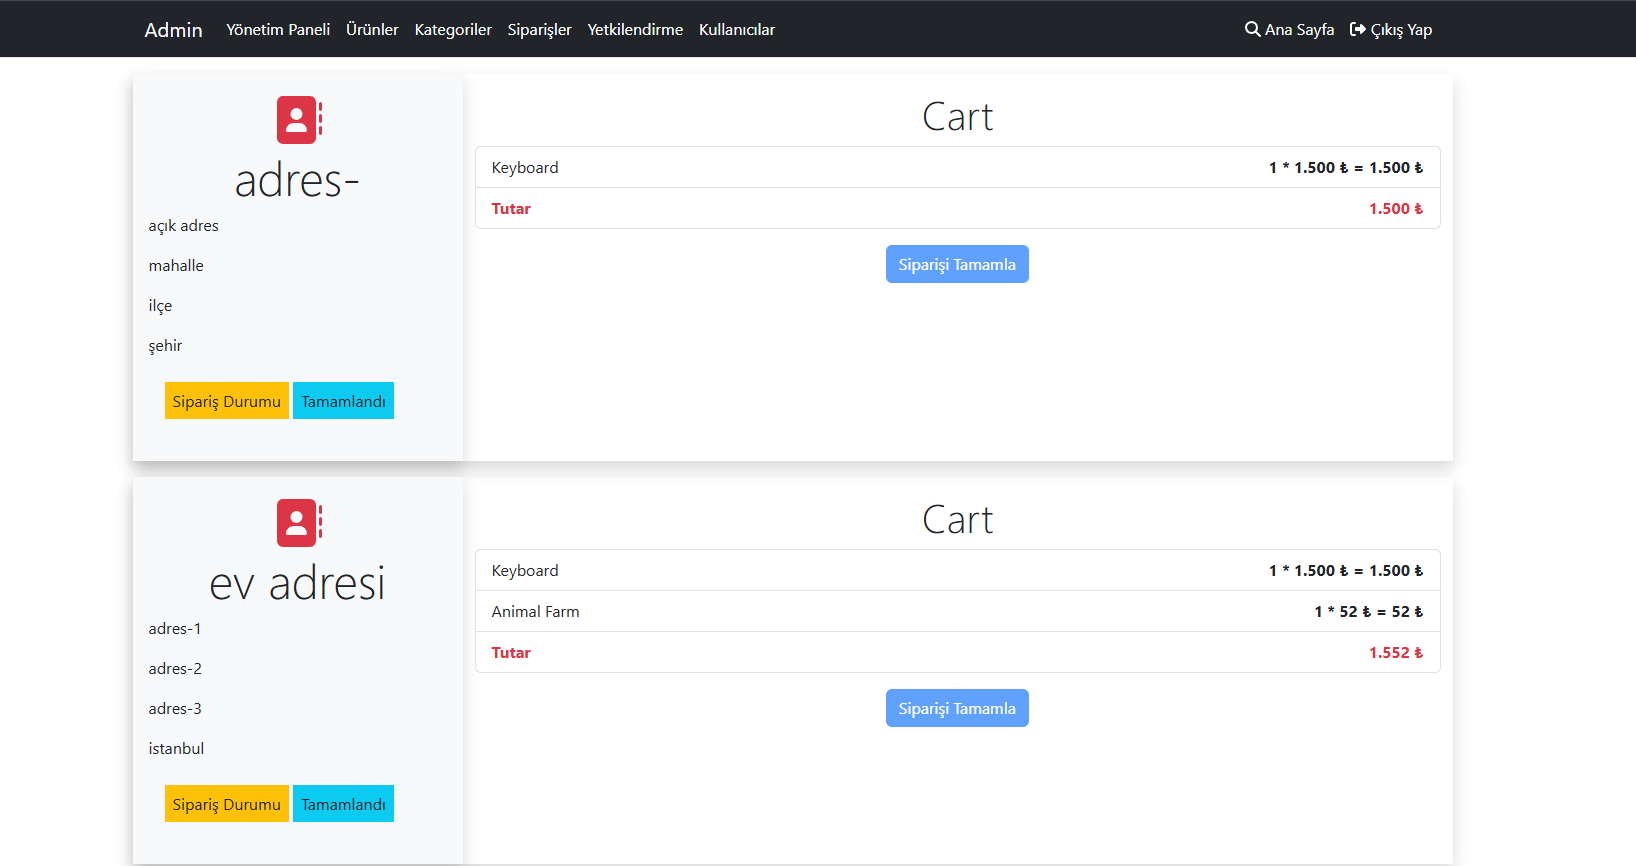 Admin Yönetim Paneli Ürünler Kategoriler Siparişler Yetkilendirme Kullanıcılar Ana Sayfa Çıkış Yap
adres-
açık adres
mahalle
ilçe
şehir
Sipariş Durumu Tamamlandı
Cart
Keyboard 1 * 1.500 ₺ = 1.500 ₺
Tutar 1.500 ₺
Siparişi Tamamla
ev adresi
adres-1
adres-2
adres-3
istanbul
Sipariş Durumu Tamamlandı
Cart
Keyboard 1 * 1.500 ₺ = 1.500 ₺
Animal Farm 1 * 52 ₺ = 52 ₺
Tutar 1.552 ₺
Siparişi Tamamla